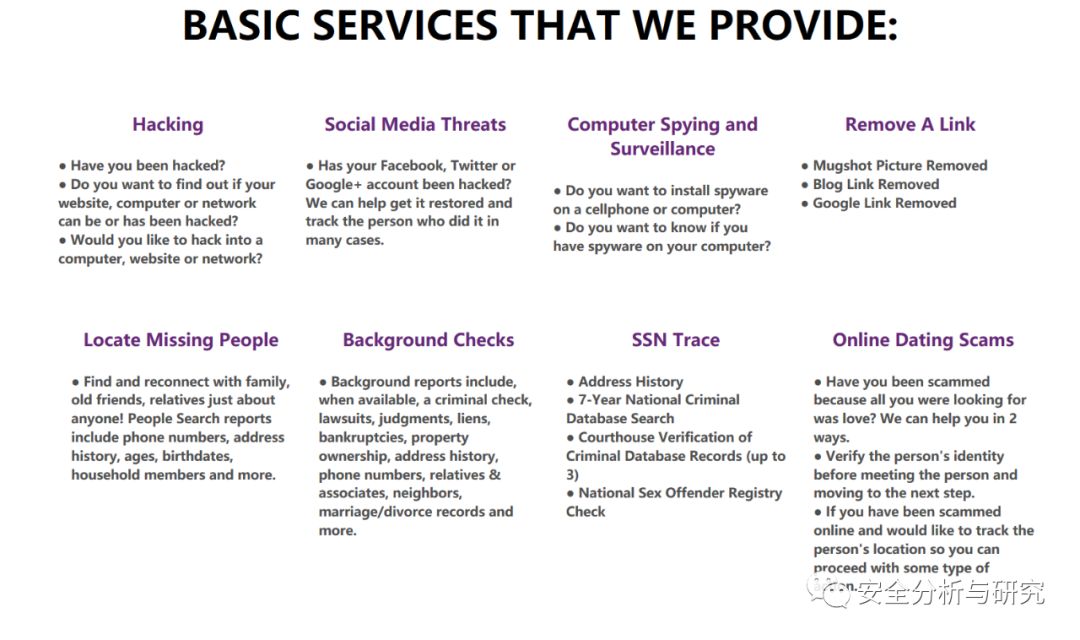 BASIC SERVICES THAT WE PROVIDE:
Hacking
● Have you been hacked?
● Do you want to find out if your
website, computer or network
can be or has been hacked?
● Would you like to hack into a
computer, website or network?
Social Media Threats
● Has your Facebook, Twitter or
Google+ account been hacked?
We can help get it restored and
track the person who did it in
many cases.
Computer Spying and
Surveillance
● Do you want to install spyware
on a cellphone or computer?
● Do you want to know if you
have spyware on your computer?
Remove A Link
● Mugshot Picture Removed
● Blog Link Removed
● Google Link Removed
Locate Missing People
● Find and reconnect with family,
old friends, relatives just about
anyone! People Search reports
include phone numbers, address
history, ages, birthdates,
household members and more.
Background Checks
● Background reports include,
when available, a criminal check,
lawsuits, judgments, liens,
bankruptcies, property
ownership, address history,
phone numbers, relatives &
associates, neighbors,
marriage/divorce records and
more.
SSN Trace
● Address History
● 7-Year National Criminal
Database Search
● Courthouse Verification of
Criminal Database Records (up to
3)
● National Sex Offender Registry
Check
Online Dating Scams
● Have you been scammed
because all you were looking for
was love? We can help you in 2
ways.
● Verify the person's identity
before meeting the person and
moving to the next step.
● If you have been scammed
online and would like to track the
person's location so you can
proceed with some type of
安全分析与研究